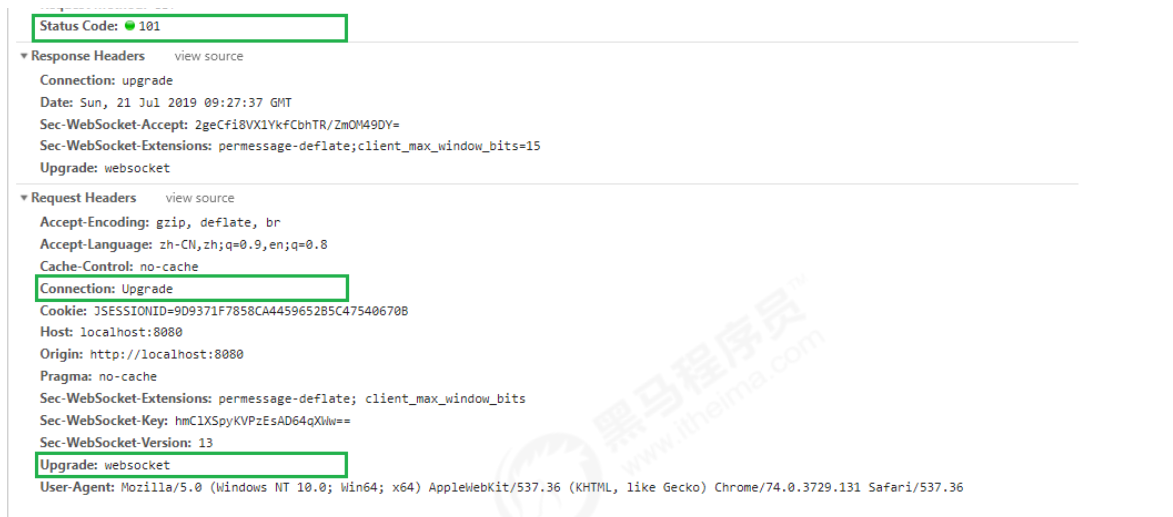 Status Code: 101
Response Headers view source
Connection: upgrade
Date: Sun, 21 Jul 2019 09:27:37 GMT
Sec-WebSocket-Accept: 2geCfi8VX1YkfCbhTR/ZmOM49DY=
Sec-WebSocket-Extensions: permessage-deflate;client_max_window_bits=15
Upgrade: websocket
Request Headers view source
Accept-Encoding: gzip, deflate, br
Accept-Language: zh-CN,zh;q=0.9,en;q=0.8
Cache-Control: no-cache
Connection: Upgrade
Cookie: JSESSIONID=9D9371F7858CA4459652B5C47540670B
Host: localhost:8080
Origin: http://localhost:8080
Pragma: no-cache
Sec-WebSocket-Extensions: permessage-deflate; client_max_window_bits
Sec-WebSocket-Key: hmClXSpyKVPzEsAD64qXWw==
Sec-WebSocket-Version: 13
Upgrade: websocket
User-Agent: Mozilla/5.0 (Windows NT 10.0; Win64; x64) AppleWebKit/537.36 (KHTML, like Gecko) Chrome/74.0.3729.131 Safari/537.36
黑马程序员™
www.itheima.com